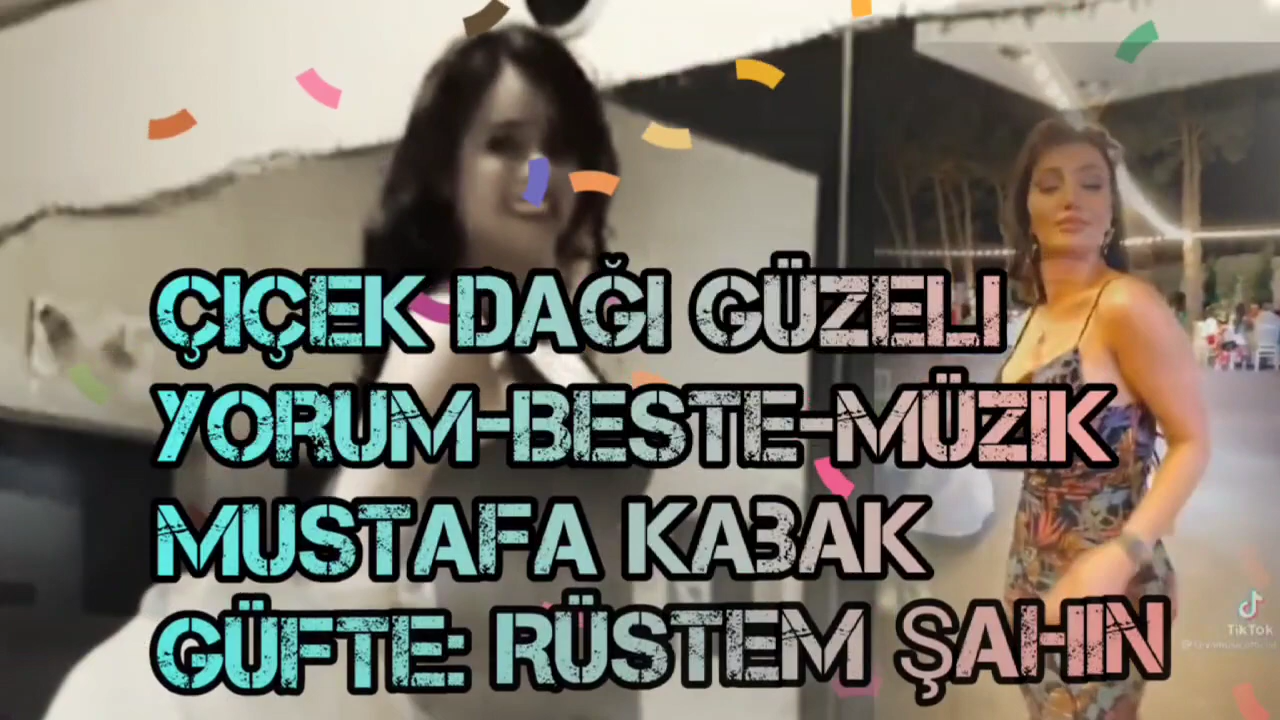 ÇIÇEK DAĞI GÜZELI
YORUM-BESTE-MÜZIK
MUSTAFA KABAK
GÜFTE: RÜSTEM ŞAHIN
TikTok